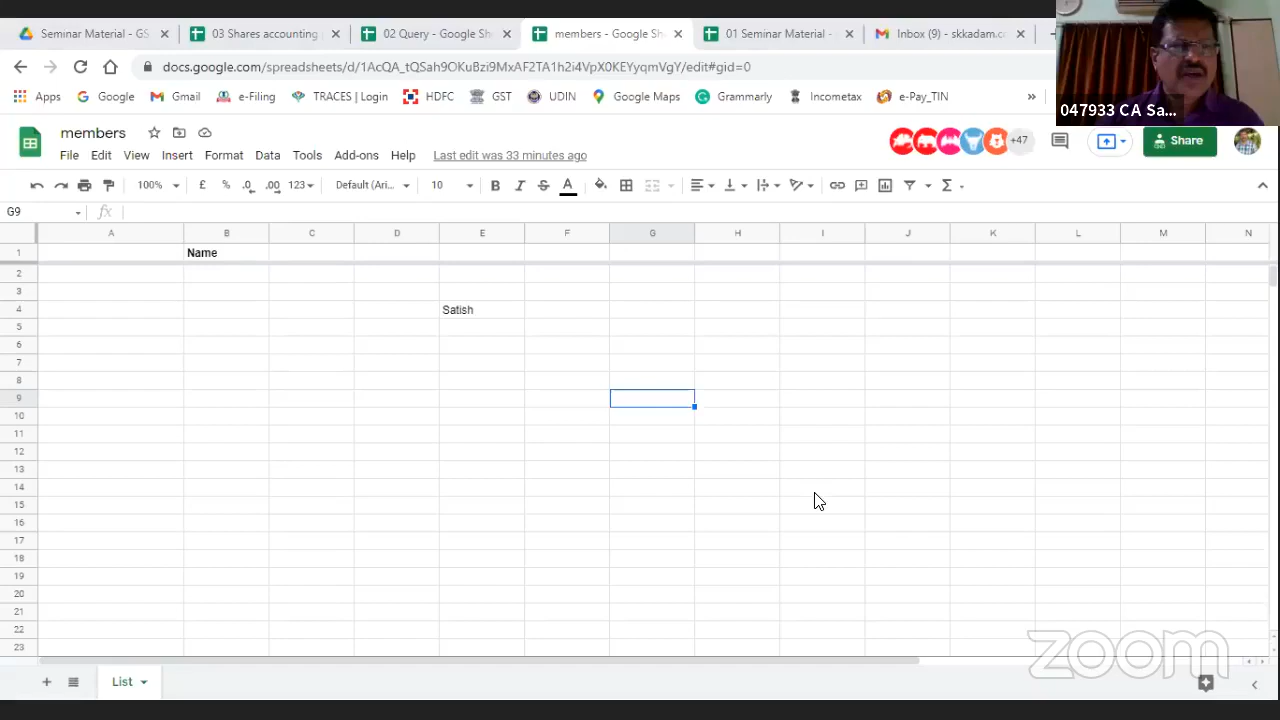 Seminar Material - GS
03 Shares accounting
02 Query - Google Sh
members - Google Sh
01 Seminar Material -
Inbox (9) - skkadam.co
docs.google.com/spreadsheets/d/1AcQA_tQSah9OKuBzi9MxAF2TA1h2i4VpX0KEYyqmVgY/edit#gid=0
Apps Google Gmail e-Filing TRACES | Login HDFC GST UDIN Google Maps Grammarly Incometax e-Pay_TIN »
047933 CA Sa...
members
+47
Share
File Edit View Insert Format Data Tools Add-ons Help Last edit was 33 minutes ago
100% £ % .0 .00 123 Default (Ari... 10 B I S A Σ
G9 fx
A B C D E F G H I J K L M N
1 Name
2
3
4 Satish
5
6
7
8
9
10
11
12
13
14
15
16
17
18
19
20
21
22
23
zoom
+ List